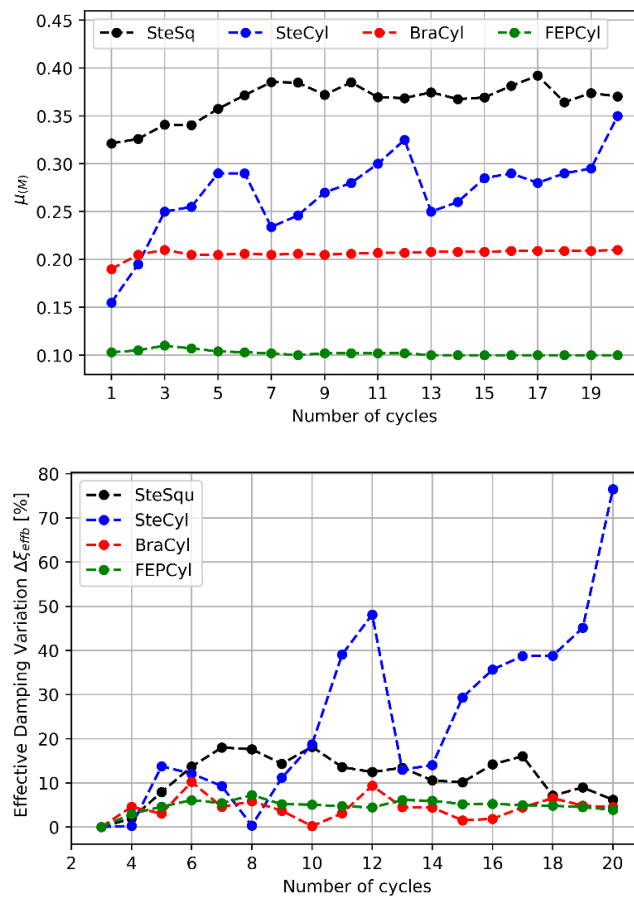 0.45
SteSq SteCyl BraCyl FEPCyl
0.40
0.35
0.30
μ(M)
0.25
0.20
0.15
0.10
1 3 5 7 9 11 13 15 17 19
Number of cycles
80
SteSqu
SteCyl
70
BraCyl
FEPCyl
60
50
Effective Damping Variation Δξeffb [%]
40
30
20
10
0
2 4 6 8 10 12 14 16 18 20
Number of cycles